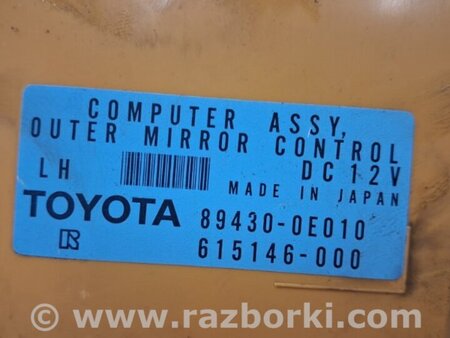 COMPUTER ASSY,
OUTER MIRROR CONTROL
LH DC12V
MADE IN JAPAN
TOYOTA 89430-0E010
R 615146-000
© www.razborki.com